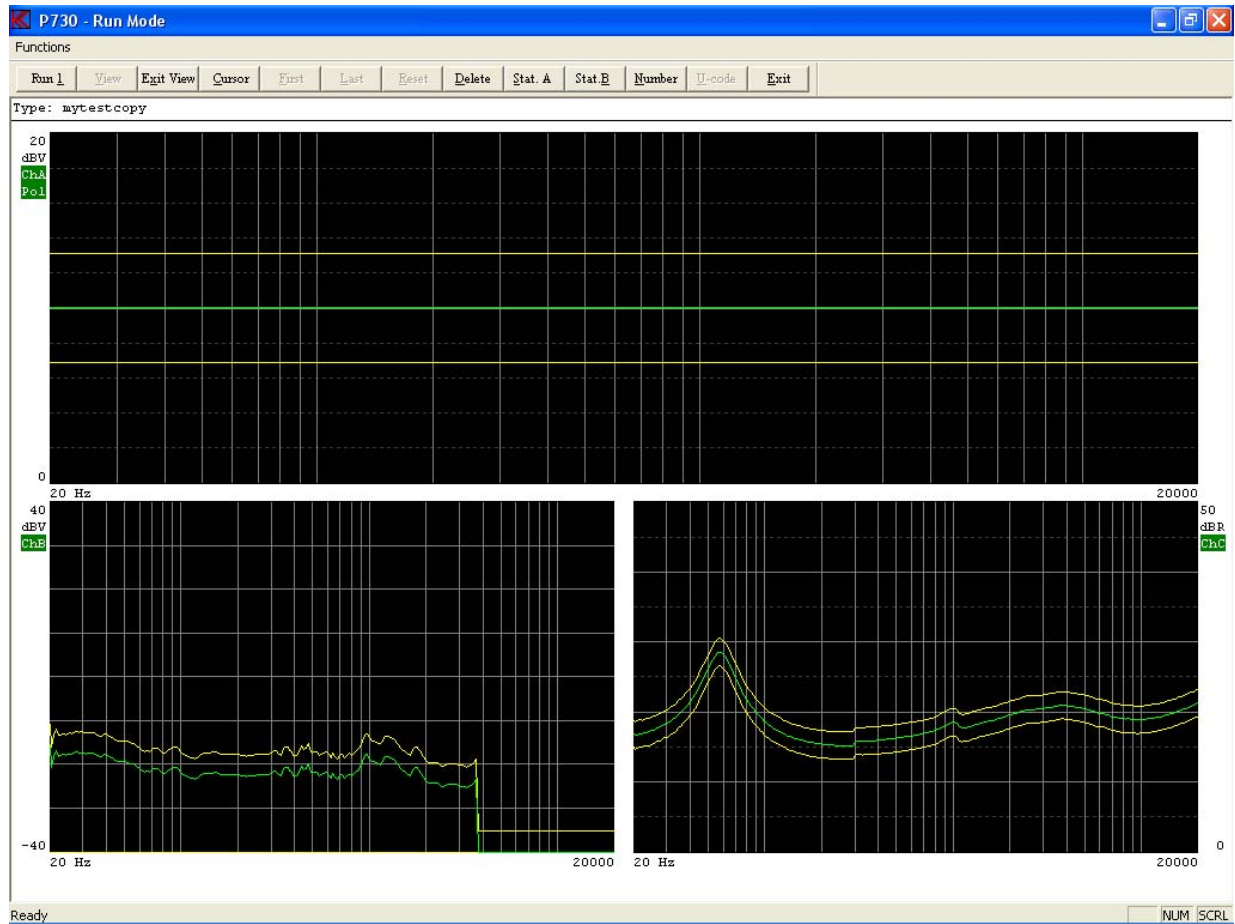 P730 - Run Mode
Functions
Run 1 View Exit View Cursor First Last Reset Delete Stat. A Stat.B Number U-code Exit
Type: mytestcopy
20
dBV
ChA
Pol
0
20 Hz 20000
40
dBV
ChB
-40
20 Hz 20000
50
dBR
ChC
0
20 Hz 20000
Ready NUM SCRL